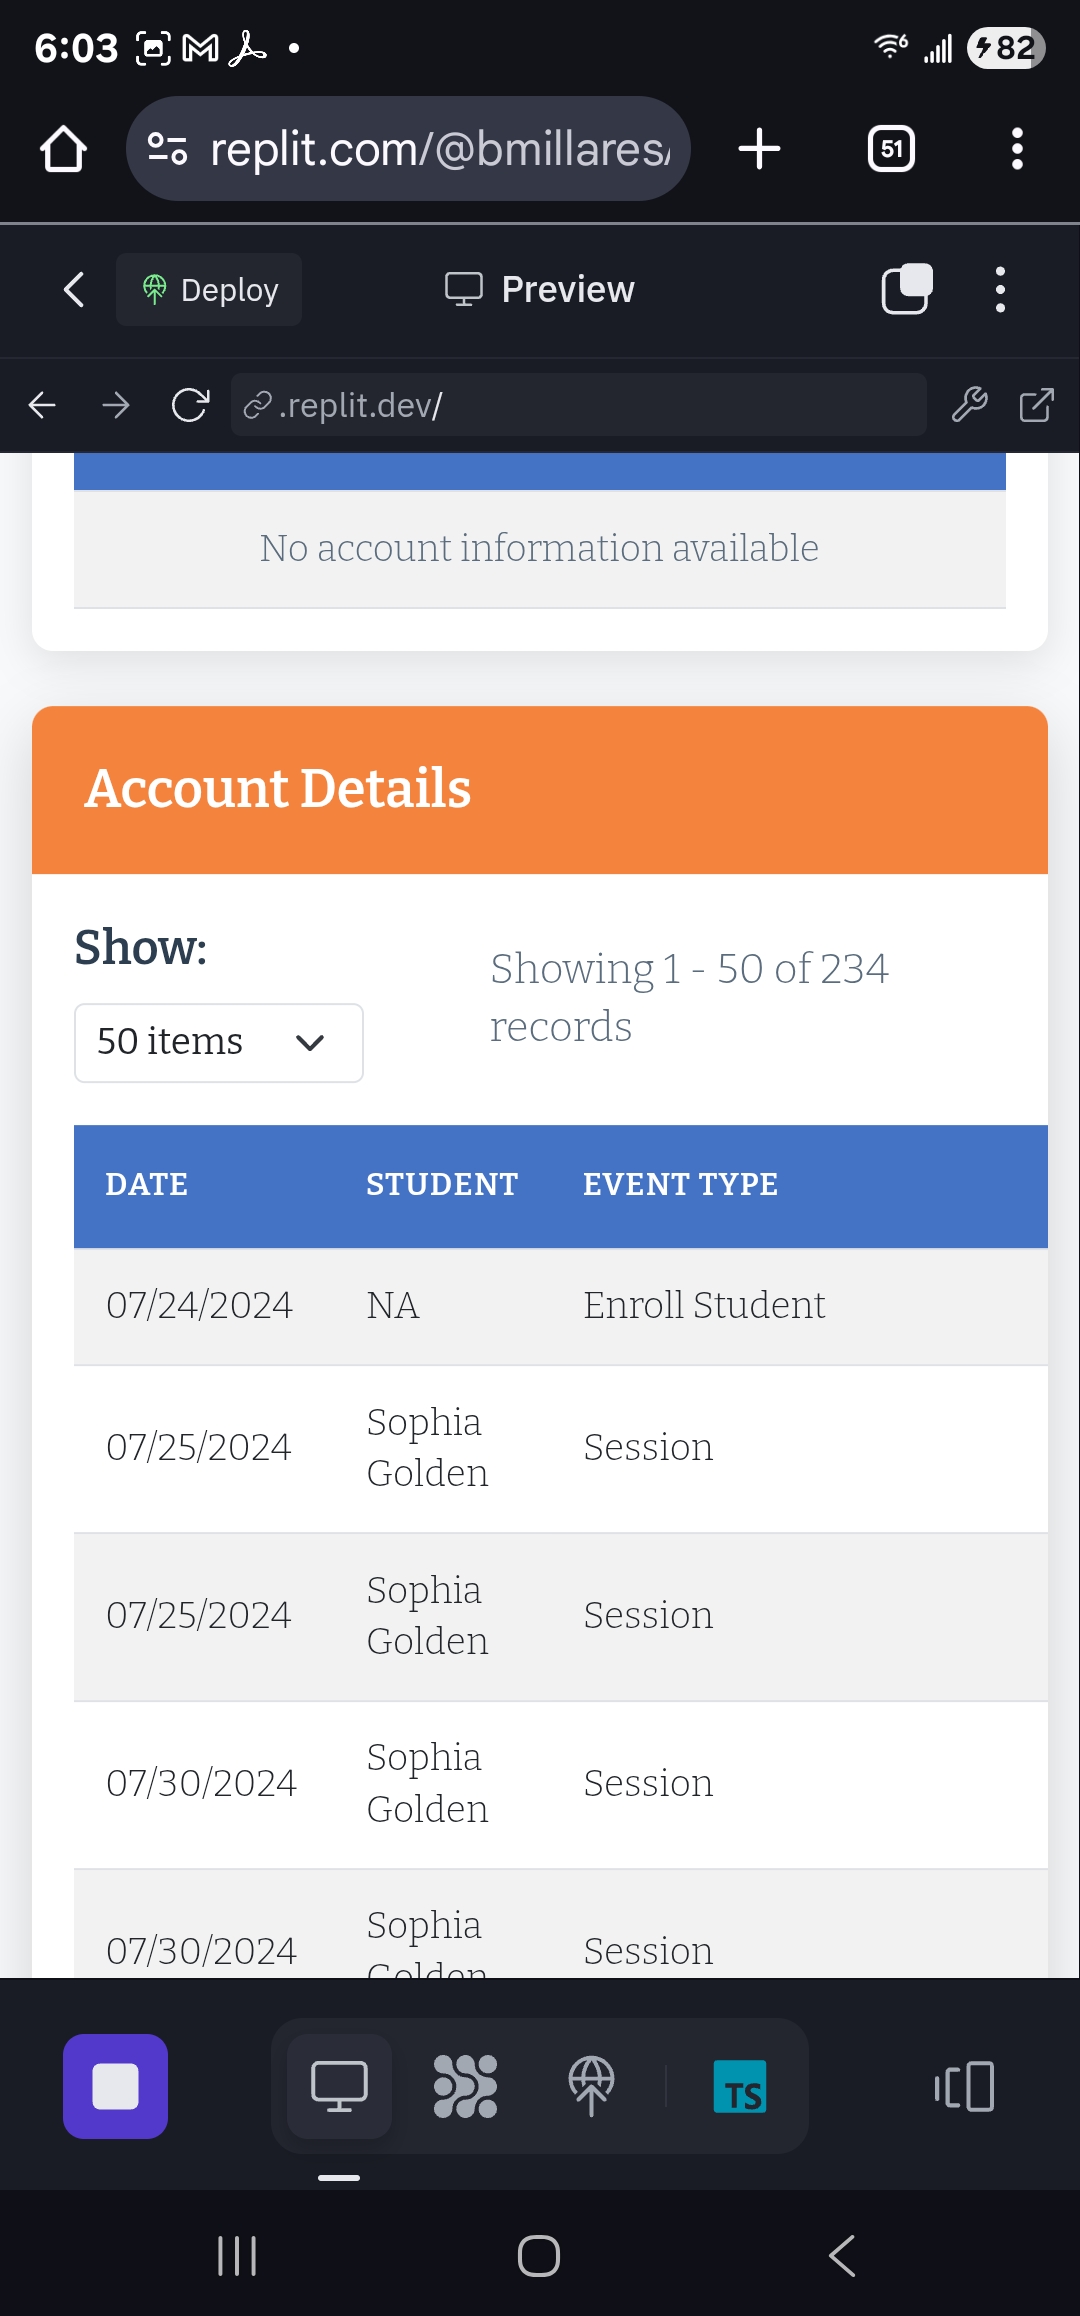 6:03
82
replit.com/@bmillares/
51
Deploy
Preview
.replit.dev/
No account information available
Account Details
Show:
Showing 1 - 50 of 234
records
50 items
DATE STUDENT EVENT TYPE
07/24/2024 NA Enroll Student
Sophia
07/25/2024 Session
Golden
Sophia
07/25/2024 Session
Golden
Sophia
07/30/2024 Session
Golden
Sophia
07/30/2024 Session
Golden
TS